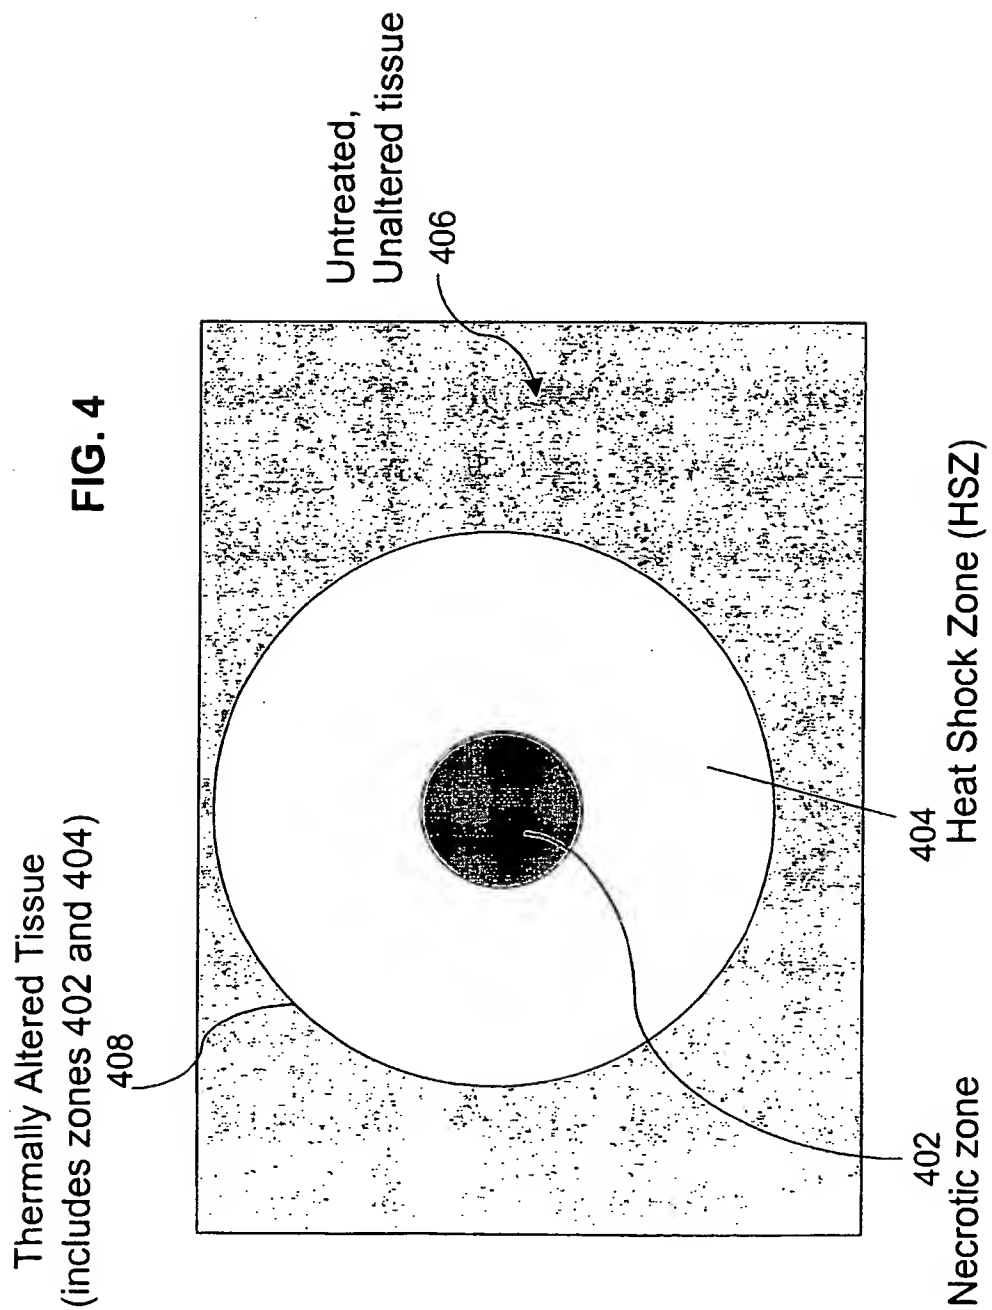 FIG. 4
Thermally Altered Tissue
(includes zones 402 and 404)
408
Untreated,
Unaltered tissue
406
402
Necrotic zone
404
Heat Shock Zone (HSZ)